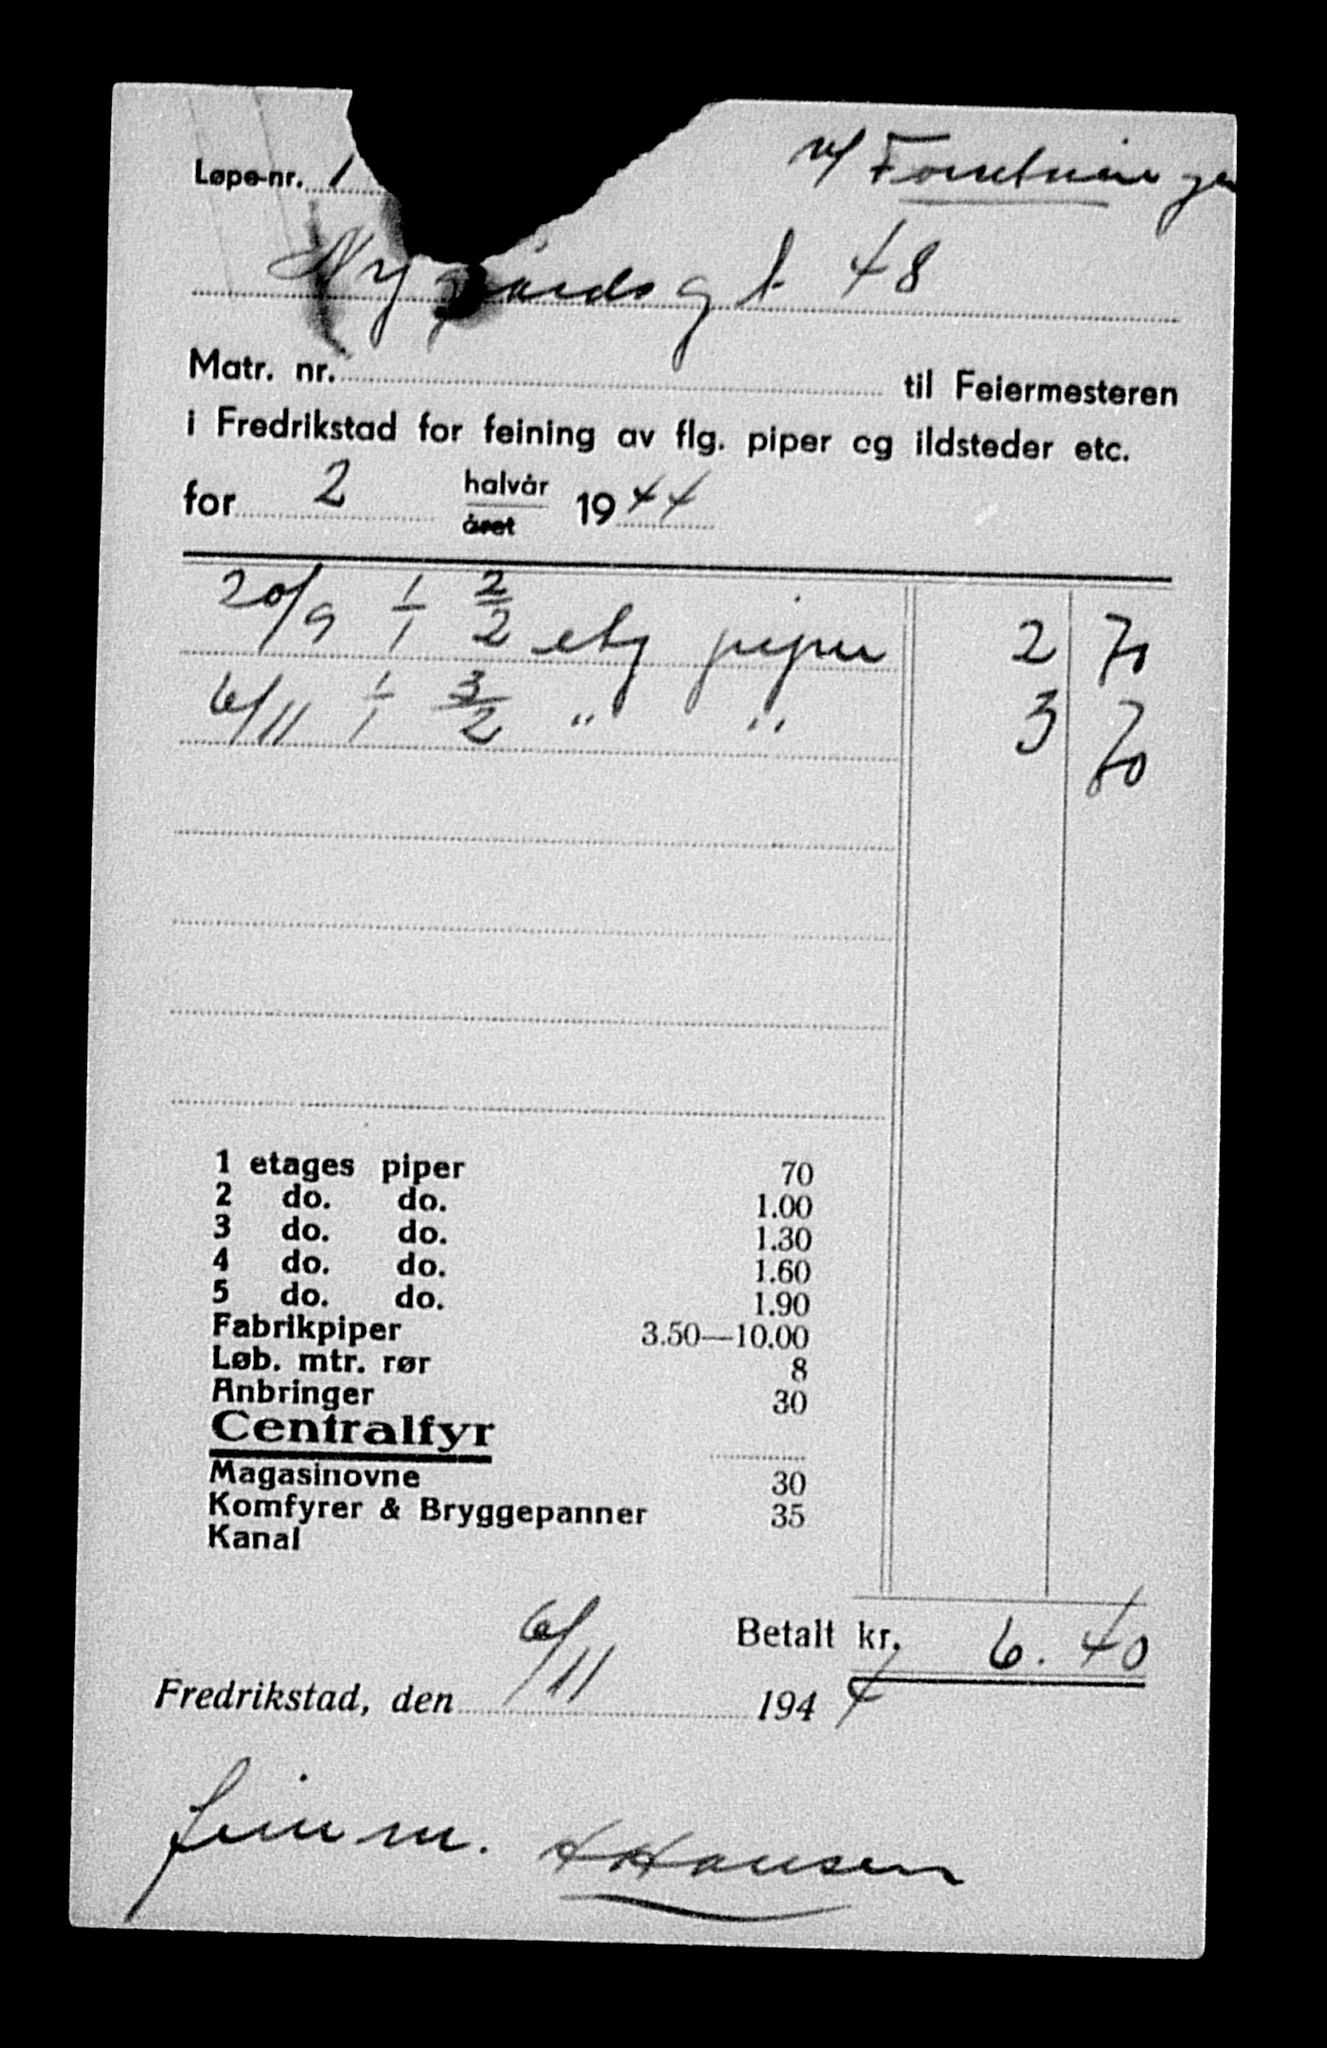 Løpe-nr. 1
v/
Nygårdsgt. 48
Matr. nr. til Feiermesteren
i Fredrikstad for feining av flg. piper og ildsteder etc.
for 2 halvår året 1944
20/9 1/1 2/2 etg piper 2 70
6/11 1/1 3/2 " " 3 70
1 etages piper 70
2 do. do. 1.00
3 do. do. 1.30
4 do. do. 1.60
5 do. do. 1.90
Fabrikpiper 3.50—10.00
Løb. mtr. rør 8
Anbringer 30
Centralfyr
Magasinovne 30
Komfyrer & Bryggepanner 35
Kanal
Betalt kr. 6.40
Fredrikstad, den 6/11 1944
Hansen